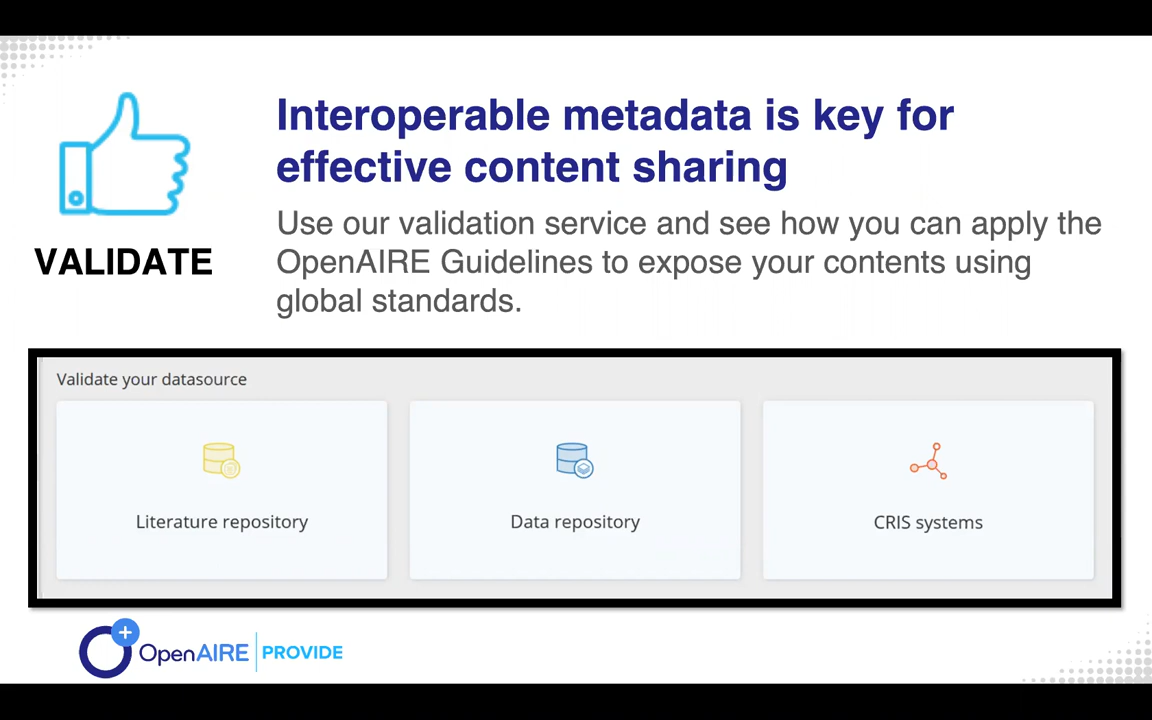 Interoperable metadata is key for
effective content sharing
Use our validation service and see how you can apply the
OpenAIRE Guidelines to expose your contents using
global standards.
VALIDATE
Validate your datasource
Literature repository
Data repository
CRIS systems
OpenAIRE PROVIDE